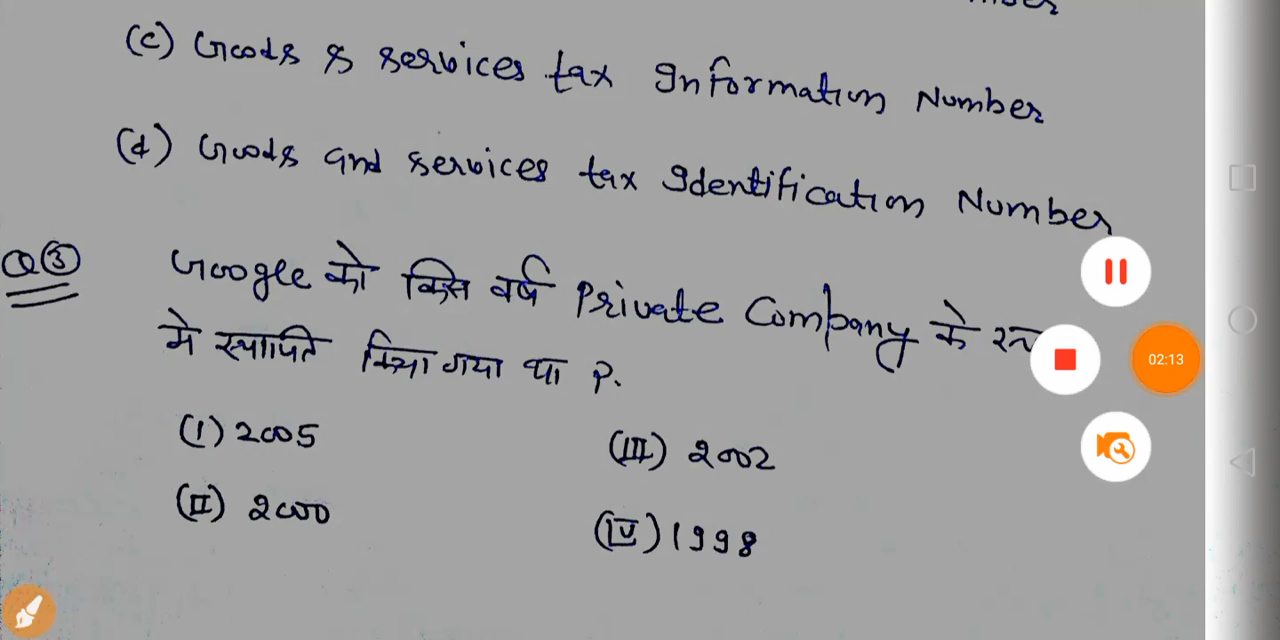 (c) Goods & services tax Information Number
(d) Goods and services tax Identification Number
Q③ Google को किस वर्ष Private Company के
मे स्थापित किया गया था ?.
(I) 2005
(III) 2002
(II) 2000
(IV) 1998
02:13